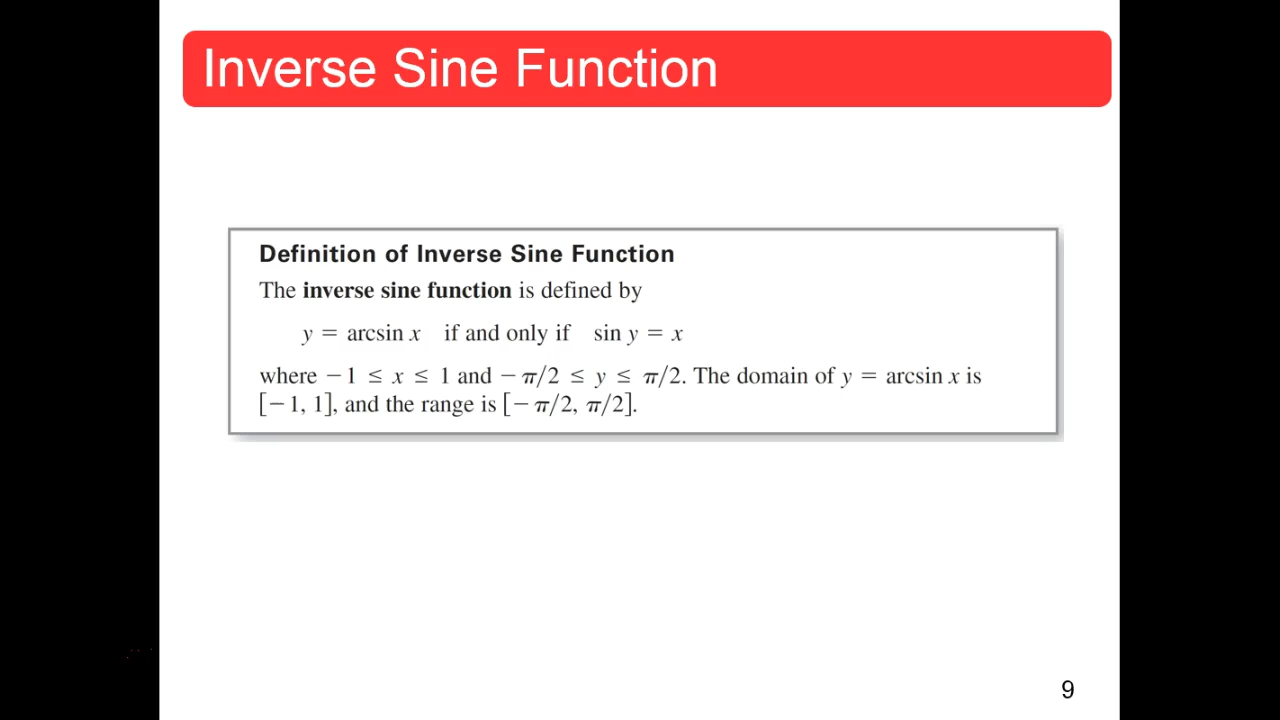 Inverse Sine Function
Definition of Inverse Sine Function
The inverse sine function is defined by
y = arcsin x if and only if sin y = x
where −1 ≤ x ≤ 1 and −π/2 ≤ y ≤ π/2. The domain of y = arcsin x is
[−1, 1], and the range is [−π/2, π/2].
9